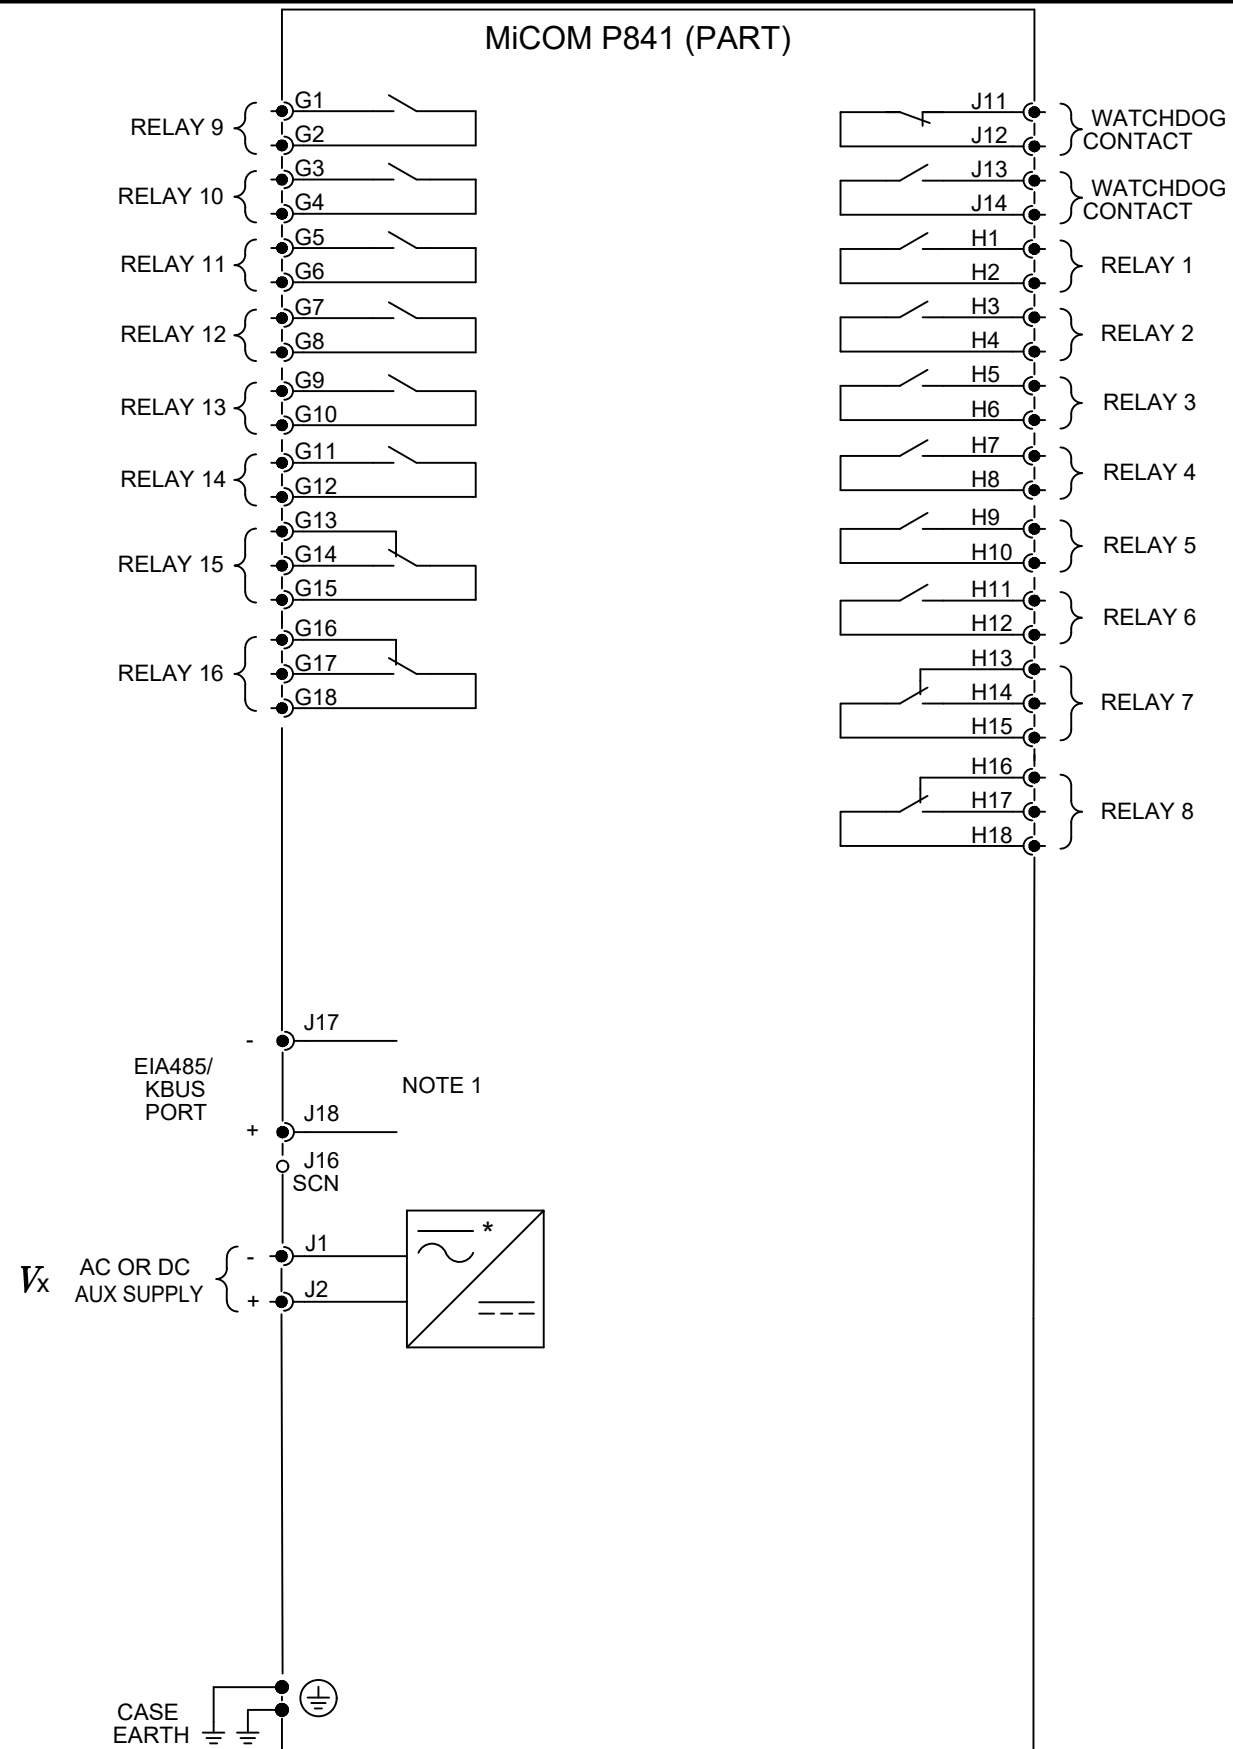 MiCOM P841 (PART)
RELAY 9
G1
G2
RELAY 10
G3
G4
RELAY 11
G5
G6
RELAY 12
G7
G8
RELAY 13
G9
G10
RELAY 14
G11
G12
RELAY 15
G13
G14
G15
RELAY 16
G16
G17
G18
J11
J12
WATCHDOG
CONTACT
J13
J14
WATCHDOG
CONTACT
H1
H2
RELAY 1
H3
H4
RELAY 2
H5
H6
RELAY 3
H7
H8
RELAY 4
H9
H10
RELAY 5
H11
H12
RELAY 6
H13
H14
H15
RELAY 7
H16
H17
H18
RELAY 8
- J17
EIA485/
KBUS
PORT
NOTE 1
+ J18
J16
SCN
Vx
AC OR DC
AUX SUPPLY
- J1
+ J2
*
CASE
EARTH